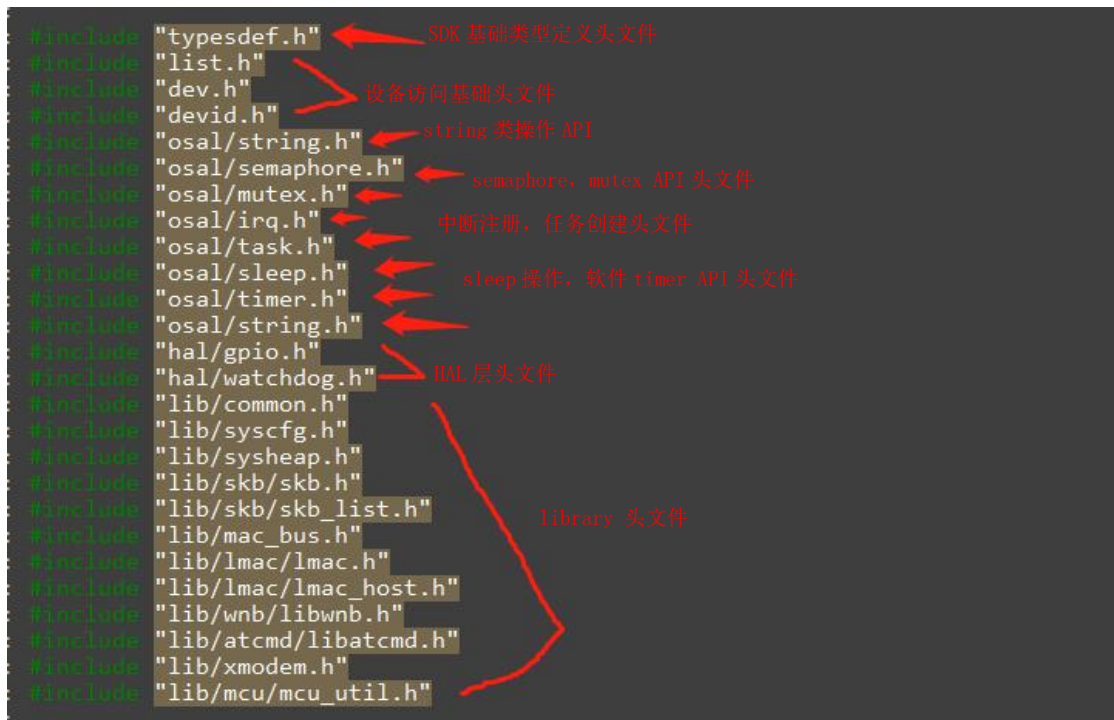 #include "typesdef.h" SDK 基础类型定义头文件
#include "list.h"
#include "dev.h" 设备访问基础头文件
#include "devid.h"
#include "osal/string.h" string 类操作 API
#include "osal/semaphore.h" semaphore，mutex API 头文件
#include "osal/mutex.h"
#include "osal/irq.h" 中断注册，任务创建头文件
#include "osal/task.h"
#include "osal/sleep.h" sleep 操作，软件 timer API 头文件
#include "osal/timer.h"
#include "osal/string.h"
#include "hal/gpio.h"
#include "hal/watchdog.h" HAL 层头文件
#include "lib/common.h"
#include "lib/syscfg.h"
#include "lib/sysheap.h"
#include "lib/skb/skb.h"
#include "lib/skb/skb_list.h" library 头文件
#include "lib/mac_bus.h"
#include "lib/lmac/lmac.h"
#include "lib/lmac/lmac_host.h"
#include "lib/wnb/libwnb.h"
#include "lib/atcmd/libatcmd.h"
#include "lib/xmodem.h"
#include "lib/mcu/mcu_util.h"